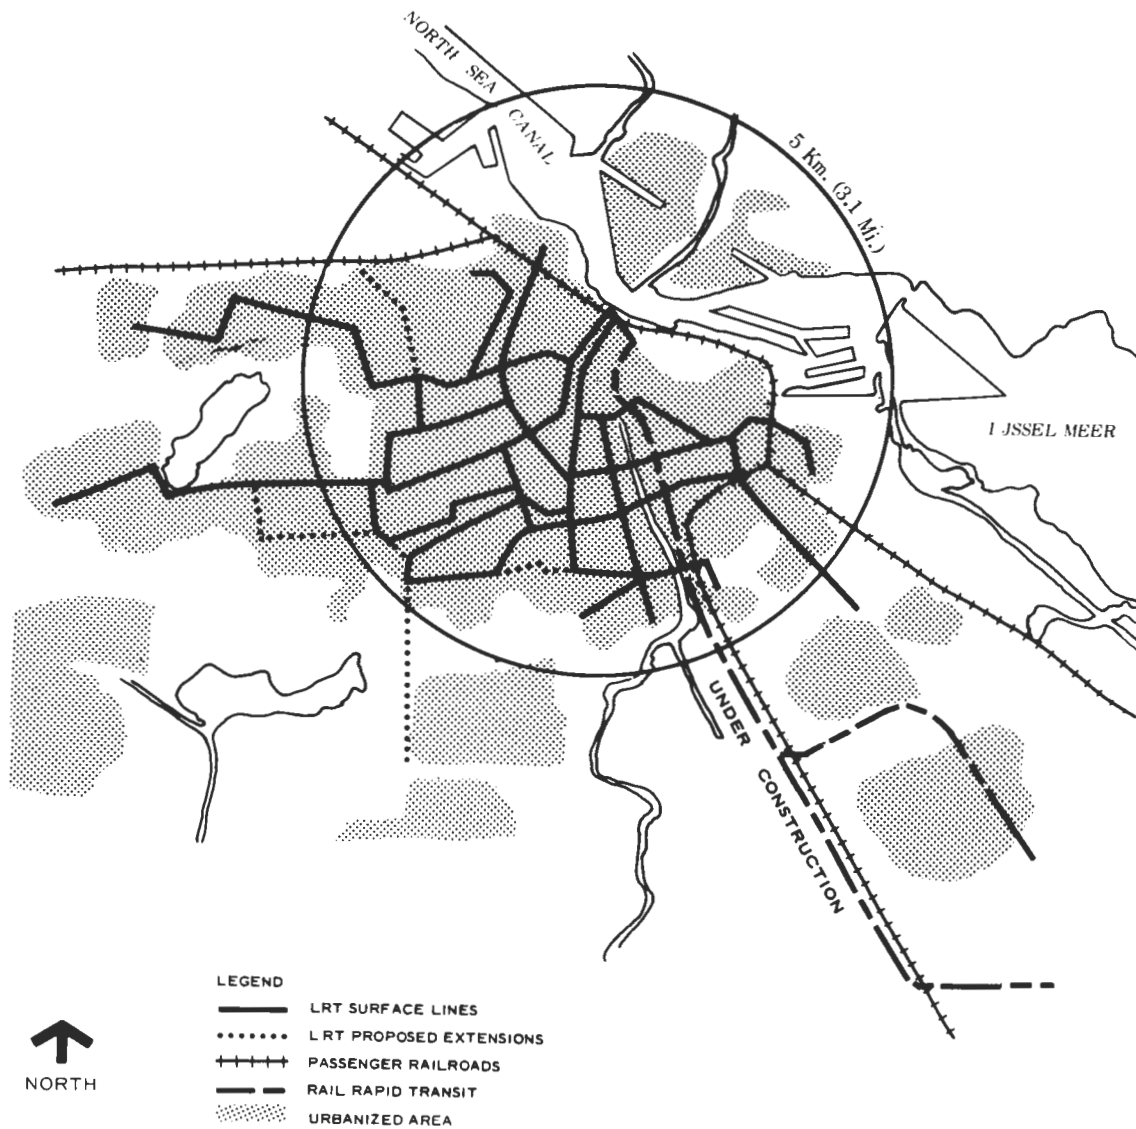 NORTH SEA CANAL
5 Km. (3.1 Mi.)
IJSSEL MEER
UNDER CONSTRUCTION
LEGEND
LRT SURFACE LINES
LRT PROPOSED EXTENSIONS
PASSENGER RAILROADS
RAIL RAPID TRANSIT
URBANIZED AREA
NORTH